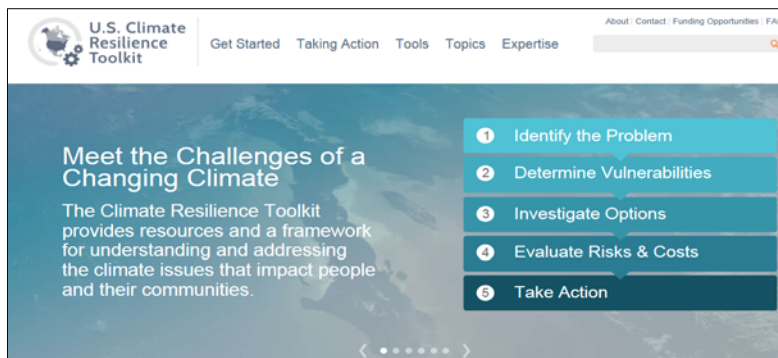 U.S. Climate
Resilience
Toolkit
Get Started Taking Action Tools Topics Expertise
About | Contact | Funding Opportunities | FA
Meet the Challenges of a
Changing Climate
The Climate Resilience Toolkit
provides resources and a framework
for understanding and addressing
the climate issues that impact people
and their communities.
1 Identify the Problem
2 Determine Vulnerabilities
3 Investigate Options
4 Evaluate Risks & Costs
5 Take Action